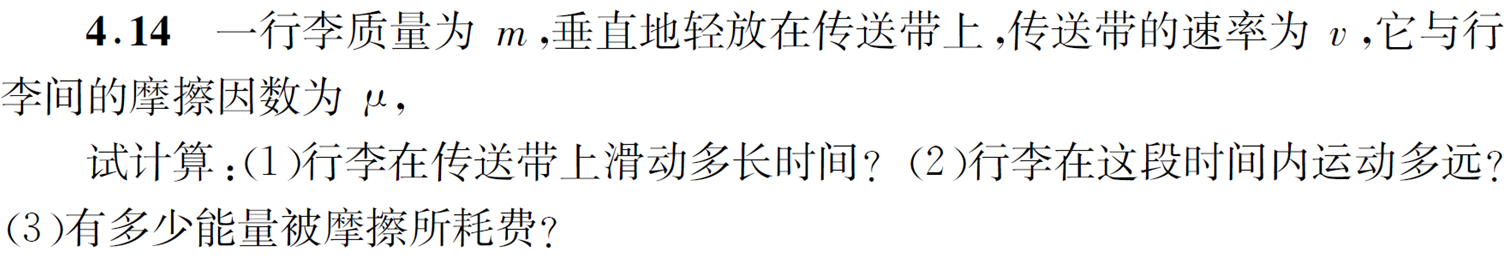 4.14 一行李质量为 m,垂直地轻放在传送带上,传送带的速率为 v,它与行
李间的摩擦因数为 μ,
试计算:(1)行李在传送带上滑动多长时间? (2)行李在这段时间内运动多远?
(3)有多少能量被摩擦所耗费?